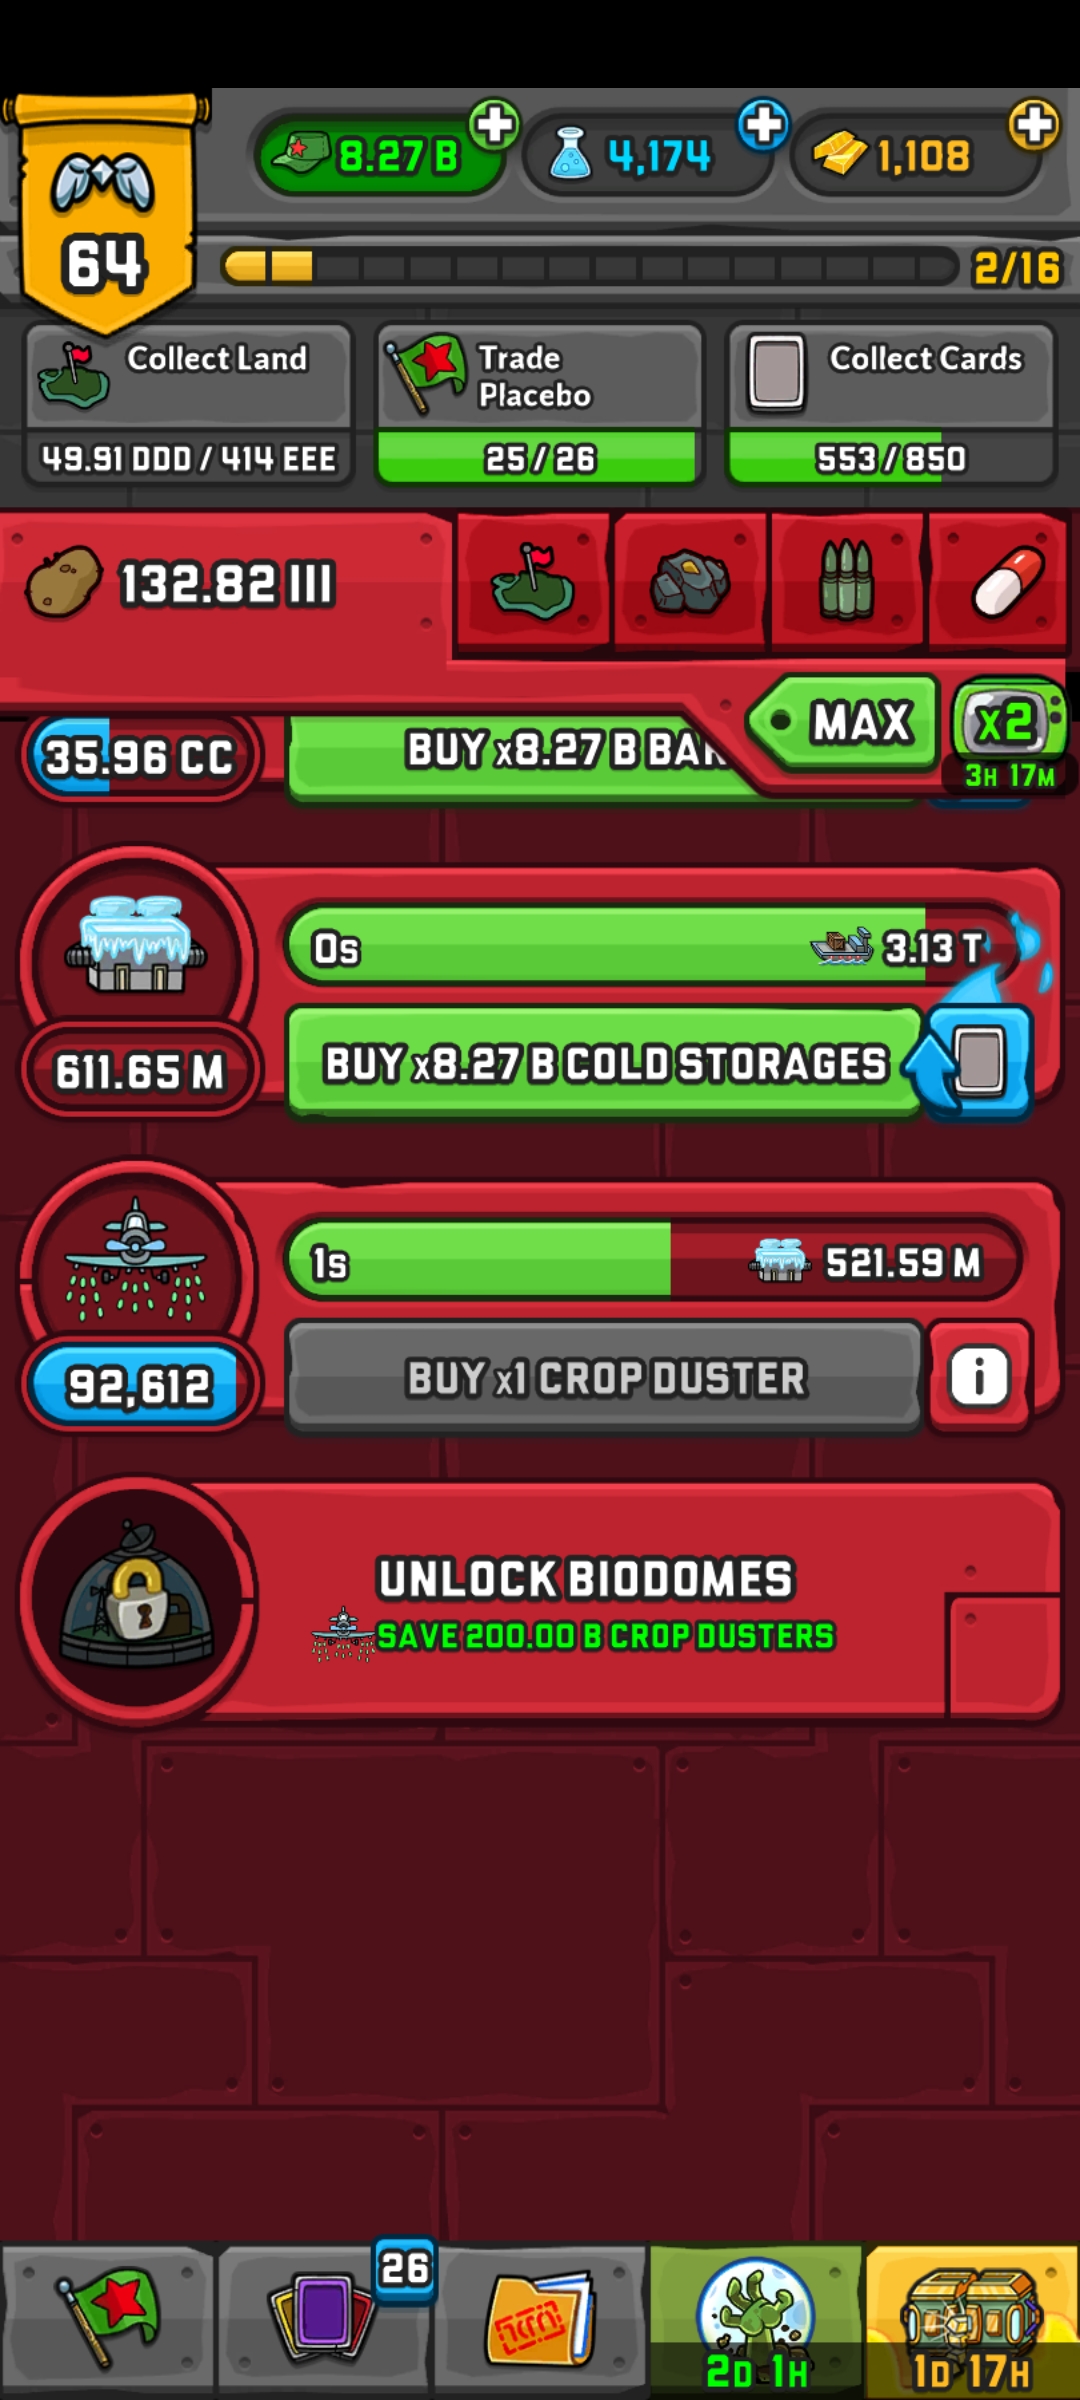 8.27 B
4,174
1,108
64
2/16
Collect Land
49.91 DDD / 414 EEE
Trade
Placebo
25 / 26
Collect Cards
553 / 850
132.82 III
MAX
x2
3H 17M
35.96 CC
BUY x8.27 B
0s
3.13 T
611.65 M
BUY x8.27 B COLD STORAGES
1s
521.59 M
92,612
BUY x1 CROP DUSTER
i
UNLOCK BIODOMES
SAVE 200.00 B CROP DUSTERS
26
2D 1H
1D 17H